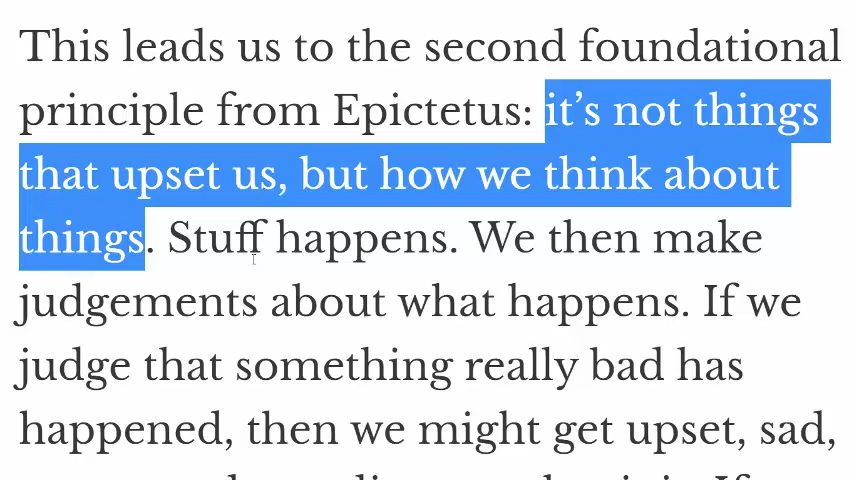 This leads us to the second foundational
principle from Epictetus: it’s not things
that upset us, but how we think about
things. Stuff happens. We then make
judgements about what happens. If we
judge that something really bad has
happened, then we might get upset, sad,